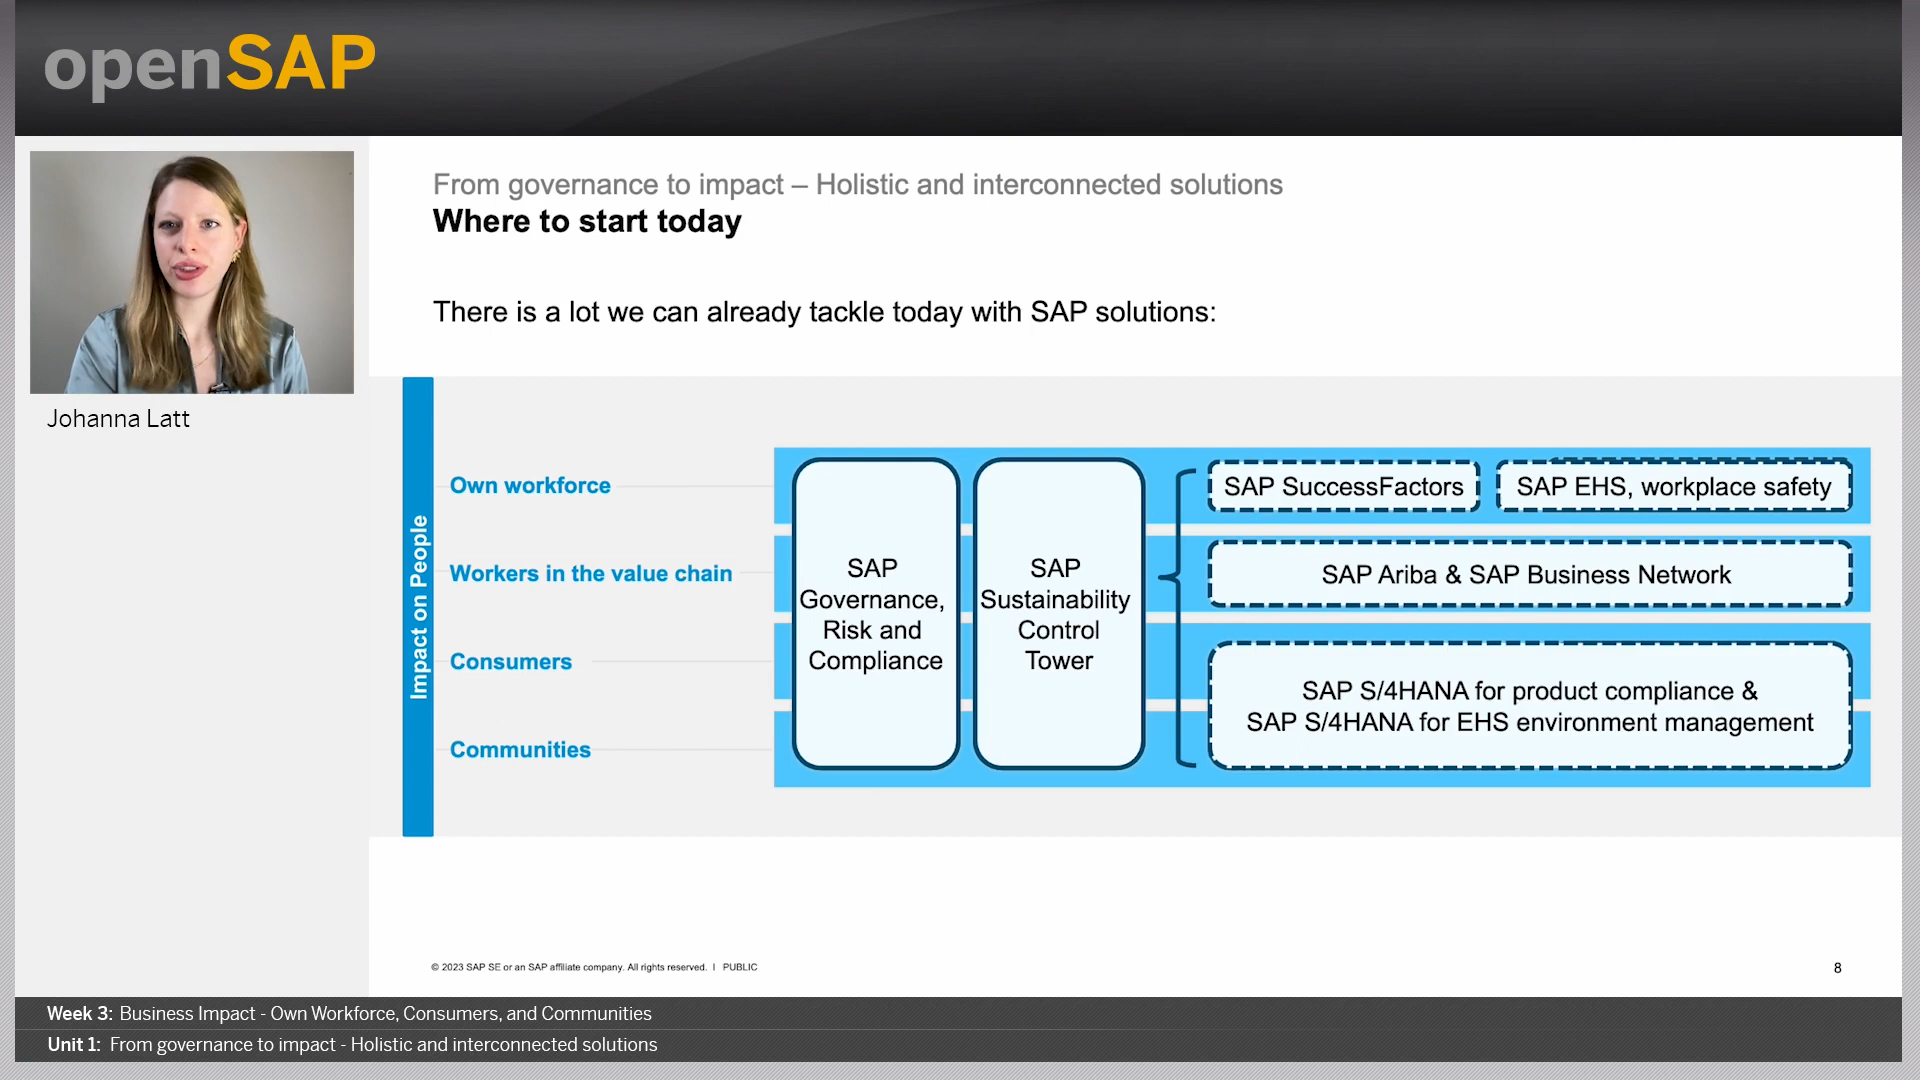 openSAP
Johanna Latt
From governance to impact – Holistic and interconnected solutions
Where to start today
There is a lot we can already tackle today with SAP solutions:
Impact on People
Own workforce
Workers in the value chain
Consumers
Communities
SAP
Governance,
Risk and
Compliance
SAP
Sustainability
Control
Tower
SAP SuccessFactors
SAP EHS, workplace safety
SAP Ariba & SAP Business Network
SAP S/4HANA for product compliance &
SAP S/4HANA for EHS environment management
© 2023 SAP SE or an SAP affiliate company. All rights reserved. I PUBLIC
8
Week 3: Business Impact - Own Workforce, Consumers, and Communities
Unit 1: From governance to impact - Holistic and interconnected solutions